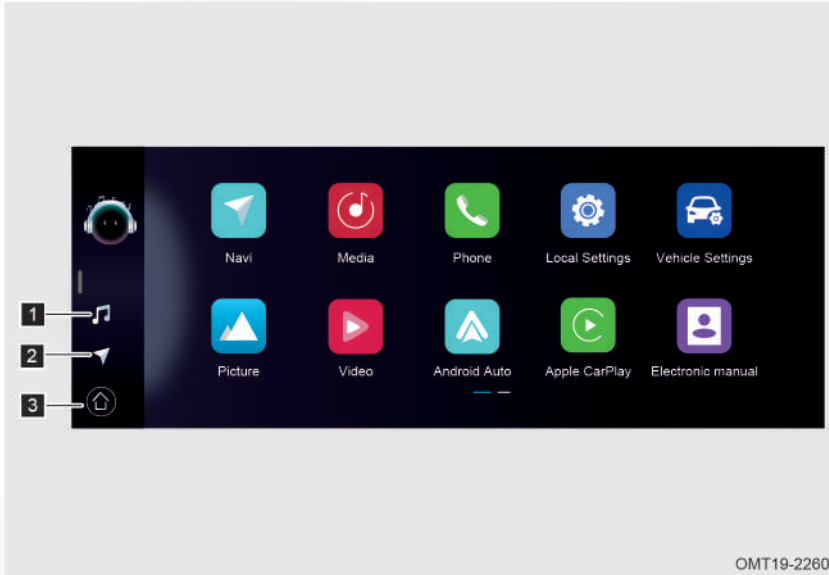 Navi
Media
Phone
Local Settings
Vehicle Settings
1
2
Picture
Video
Android Auto
Apple CarPlay
Electronic manual
3
OMT19-2260